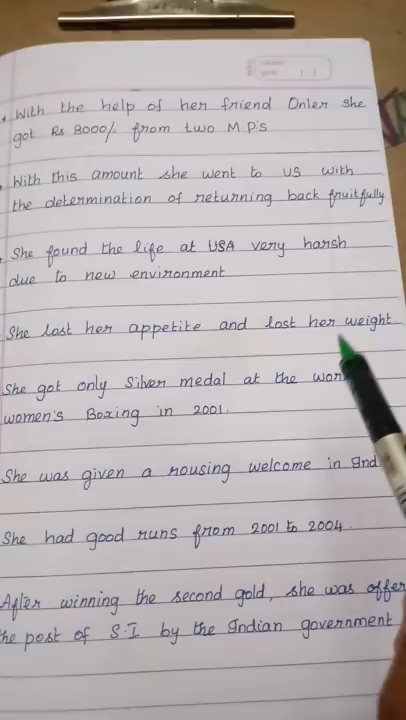 With the help of her friend Onler she
got Rs 8000/- from two M.P's
With this amount she went to US with
the determination of returning back fruitfully
She found the life at USA very harsh
due to new environment
She lost her appetite and lost her weight
She got only Silver medal at the
women's Boxing in 2001.
She was given a rousing welcome in
She had good runs from 2001 to 2004
After winning the second gold, she was offer
the post of S.I by the Indian government